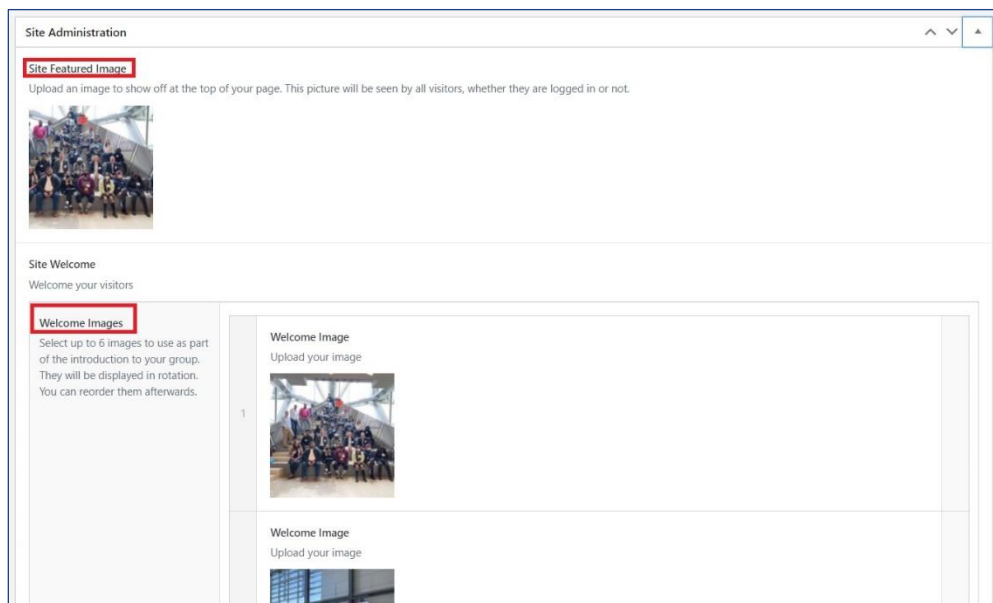 Site Administration
Site Featured Image
Upload an image to show off at the top of your page. This picture will be seen by all visitors, whether they are logged in or not.
Site Welcome
Welcome your visitors
Welcome Images
Select up to 6 images to use as part
of the introduction to your group.
They will be displayed in rotation.
You can reorder them afterwards.
1
Welcome Image
Upload your image
Welcome Image
Upload your image